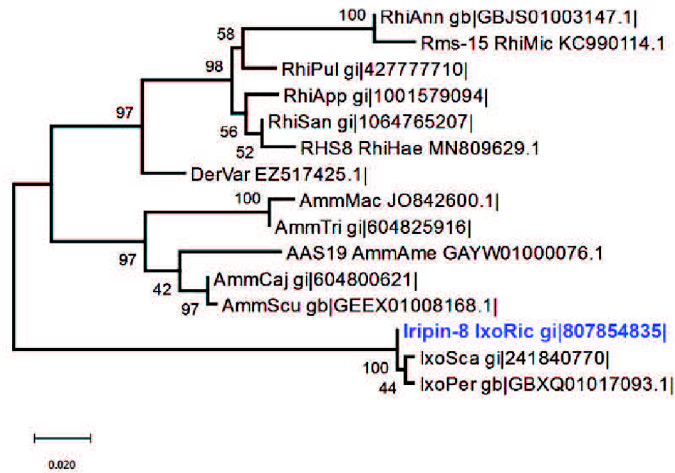 100
RhiAnn gb|GBJS01003147.1|
58
Rms-15 RhiMic KC990114.1
98
RhiPul gi|427777710|
RhiApp gi|1001579094|
97
RhiSan gi|1064765207|
56
52
RHS8 RhiHae MN809629.1
DerVar EZ517425.1|
100
AmmMac JO842600.1|
AmmTri gi|604825916|
97
AAS19 AmmAme GAYW01000076.1
42
AmmCaj gi|604800621|
97
AmmScu gb|GEEX01008168.1|
Iripin-8 IxoRic gi|807854835|
100
IxoSca gi|241840770|
44
IxoPer gb|GBXQ01017093.1|
0.020